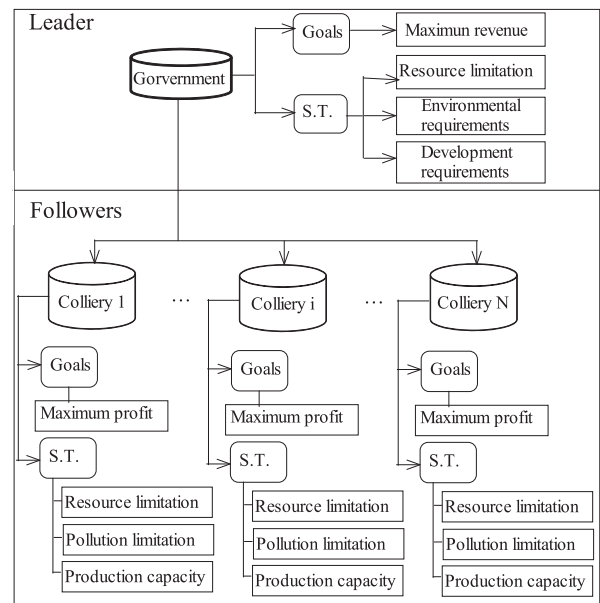 Leader
Goals
Maximun revenue
Gorvernment
Resource limitation
S.T.
Environmental
requirements
Development
requirements
Followers
Colliery 1
...
Colliery i
...
Colliery N
Goals
Goals
Goals
Maximum profit
Maximum profit
Maximum profit
S.T.
S.T.
S.T.
Resource limitation
Resource limitation
Resource limitation
Pollution limitation
Pollution limitation
Pollution limitation
Production capacity
Production capacity
Production capacity